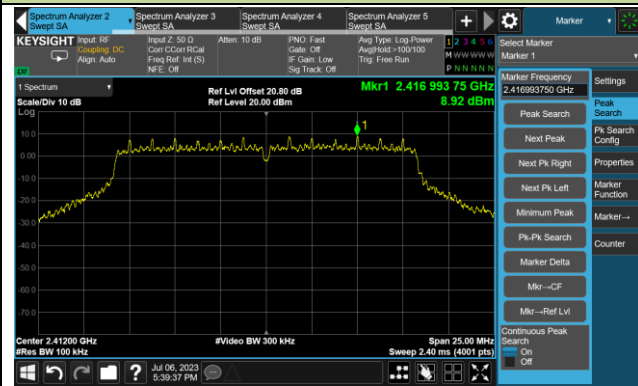 Spectrum Analyzer 2
Swept SA
Spectrum Analyzer 3
Swept SA
Spectrum Analyzer 4
Swept SA
Spectrum Analyzer 5
Swept SA
Marker
KEYSIGHT
Input: RF
Coupling: DC
Align: Auto
Input Z: 50 Ω
Corr CCorr RCal
Freq Ref: Int (S)
NFE: Off
Atten: 10 dB
PNO: Fast
Gate: Off
IF Gain: Low
Sig Track: Off
Avg Type: Log-Power
Avg|Hold:>100/100
Trig: Free Run
1 2 3 4 5 6
M W W W W W
P N N N N N
LXI
Select Marker
Marker 1
1 Spectrum
Scale/Div 10 dB
Ref Lvl Offset 20.80 dB
Ref Level 20.00 dBm
Mkr1 2.416 993 75 GHz
8.92 dBm
Log
10.0
0.00
-10.0
-20.0
-30.0
-40.0
-50.0
-60.0
-70.0
1
Center 2.41200 GHz
#Res BW 100 kHz
#Video BW 300 kHz
Span 25.00 MHz
Sweep 2.40 ms (4001 pts)
Marker Frequency
2.416993750 GHz
Peak Search
Next Peak
Next Pk Right
Next Pk Left
Minimum Peak
Pk-Pk Search
Marker Delta
Mkr→CF
Mkr→Ref Lvl
Continuous Peak
Search
On
Off
Settings
Peak
Search
Pk Search
Config
Properties
Marker
Function
Marker→
Counter
Jul 06, 2023
5:39:37 PM